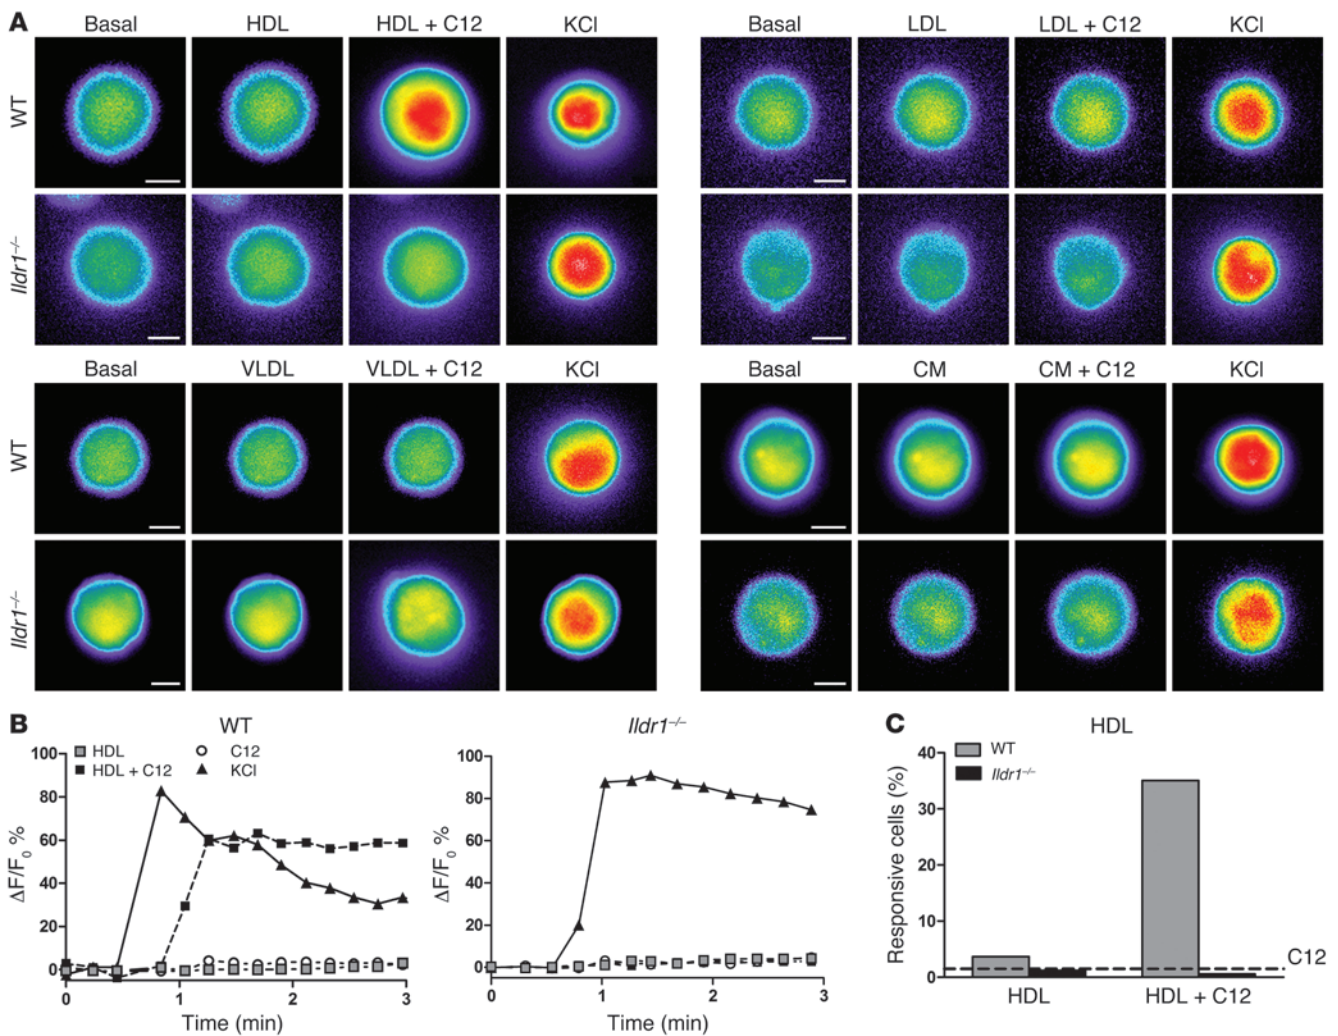 A
Basal HDL HDL + C12 KCl
Basal LDL LDL + C12 KCl
WT
Ildr1–/–
Basal VLDL VLDL + C12 KCl
Basal CM CM + C12 KCl
WT
Ildr1–/–
B
WT
HDL
C12
HDL + C12
KCl
ΔF/F0 %
100
80
60
40
20
0
0 1 2 3
Time (min)
Ildr1–/–
ΔF/F0 %
100
80
60
40
20
0
0 1 2 3
Time (min)
C
HDL
WT
Ildr1–/–
Responsive cells (%)
40
30
20
10
0
C12
HDL HDL + C12